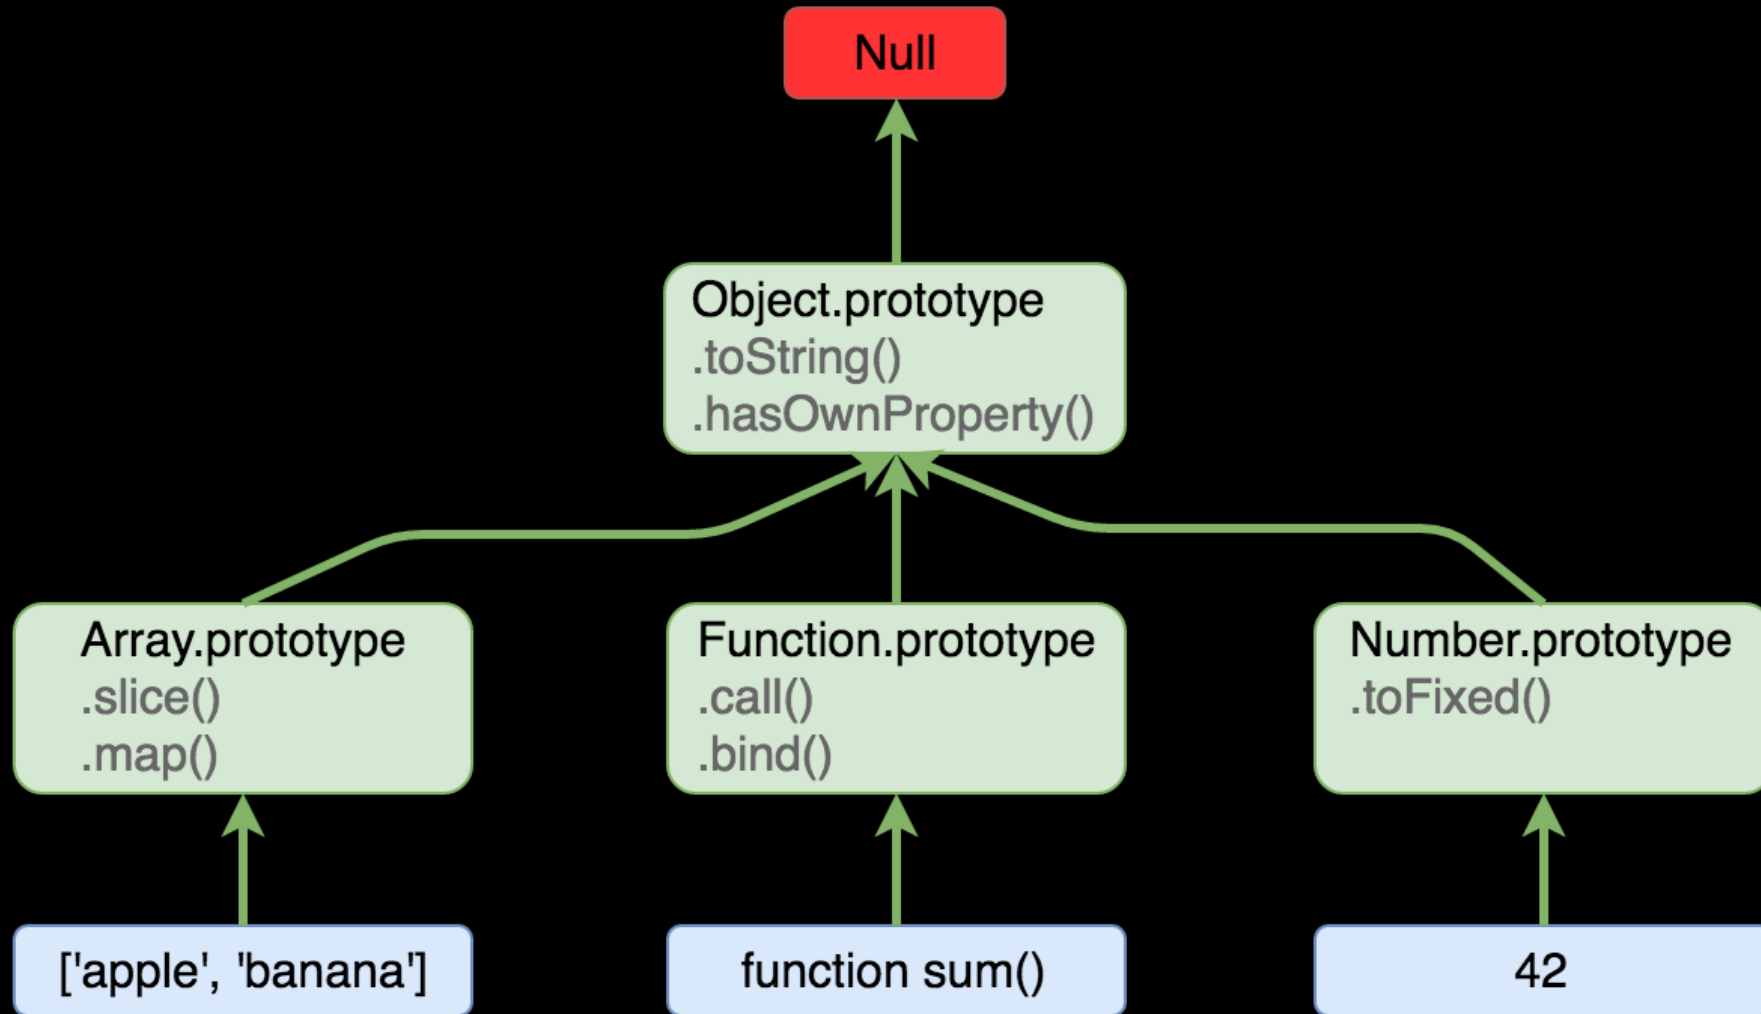 Null
Object.prototype
.toString()
.hasOwnProperty()
Array.prototype
.slice()
.map()
Function.prototype
.call()
.bind()
Number.prototype
.toFixed()
['apple', 'banana']
function sum()
42